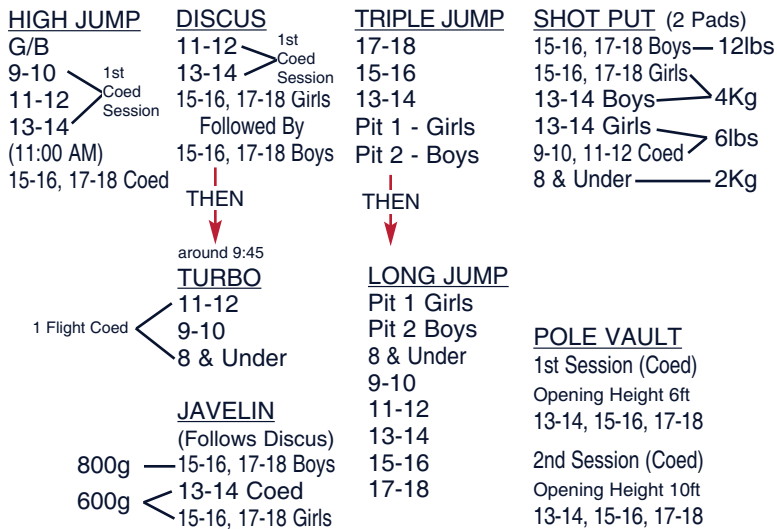 HIGH JUMP
G/B
9-10
11-12
13-14
1st
Coed
Session
(11:00 AM)
15-16, 17-18 Coed
DISCUS
11-12
13-14
1st
Coed
Session
15-16, 17-18 Girls
Followed By
15-16, 17-18 Boys
THEN
around 9:45
TURBO
1 Flight Coed
11-12
9-10
8 & Under
JAVELIN
(Follows Discus)
800g
15-16, 17-18 Boys
600g
13-14 Coed
15-16, 17-18 Girls
TRIPLE JUMP
17-18
15-16
13-14
Pit 1 - Girls
Pit 2 - Boys
THEN
LONG JUMP
Pit 1 Girls
Pit 2 Boys
8 & Under
9-10
11-12
13-14
15-16
17-18
SHOT PUT (2 Pads)
15-16, 17-18 Boys 12lbs
15-16, 17-18 Girls
13-14 Boys
4Kg
13-14 Girls
9-10, 11-12 Coed
6lbs
8 & Under 2Kg
POLE VAULT
1st Session (Coed)
Opening Height 6ft
13-14, 15-16, 17-18
2nd Session (Coed)
Opening Height 10ft
13-14, 15-16, 17-18